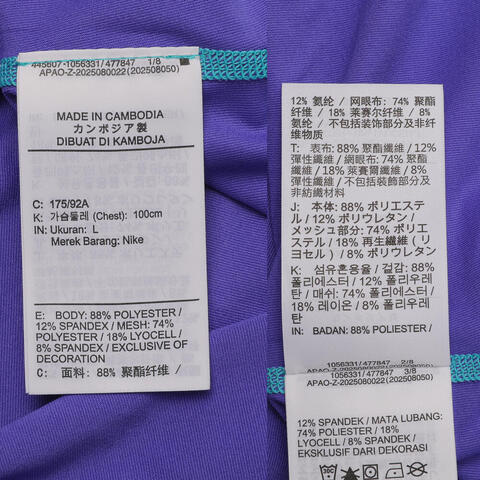 445807-1056331/477847 1/8
APAO-Z-2025080022 (202508050)
MADE IN CAMBODIA
カンボジア製
DIBUAT DI KAMBOJA
C: 175/92A
K: 가슴둘레 (Chest): 100cm
IN: Ukuran: L
Merek Barang: Nike
E: BODY: 88% POLYESTER /
12% SPANDEX / MESH: 74%
POLYESTER / 18% LYOCELL /
8% SPANDEX / EXCLUSIVE OF
DECORATION
C: 面料: 88% 聚酯纤维 /
12% 氨纶 / 网眼布: 74% 聚酯
纤维 / 18% 莱赛尔纤维 / 8%
氨纶 / 不包括装饰部分及非纤
维物质
T: 表布: 88% 聚酯纖維 / 12%
彈性纖維 / 網眼布: 74% 聚酯
纖維 / 18% 萊賽爾纖維 / 8%
彈性纖維 / 不包括裝飾部分及
非紡織材料
J: 本体: 88% ポリエステ
ル / 12% ポリウレタン /
メッシュ部分: 74% ポリエ
ステル / 18% 再生繊維 (リ
ヨセル) / 8% ポリウレタン
K: 섬유혼용율 / 겉감: 88%
폴리에스터 / 12% 폴리우레
탄 / 매쉬: 74% 폴리에스터
/ 18% 레이온 / 8% 폴리우레
탄
IN: BADAN: 88% POLIESTER /
1056331/477847 2/8
APAO-Z-2025080022 (202508050)
1056331/477847 3/8
APAO-Z-2025080022 (202508050)
12% SPANDEK / MATA LUBANG:
74% POLIESTER / 18%
LYOCELL / 8% SPANDEK /
EKSKLUSIF DARI DEKORASI